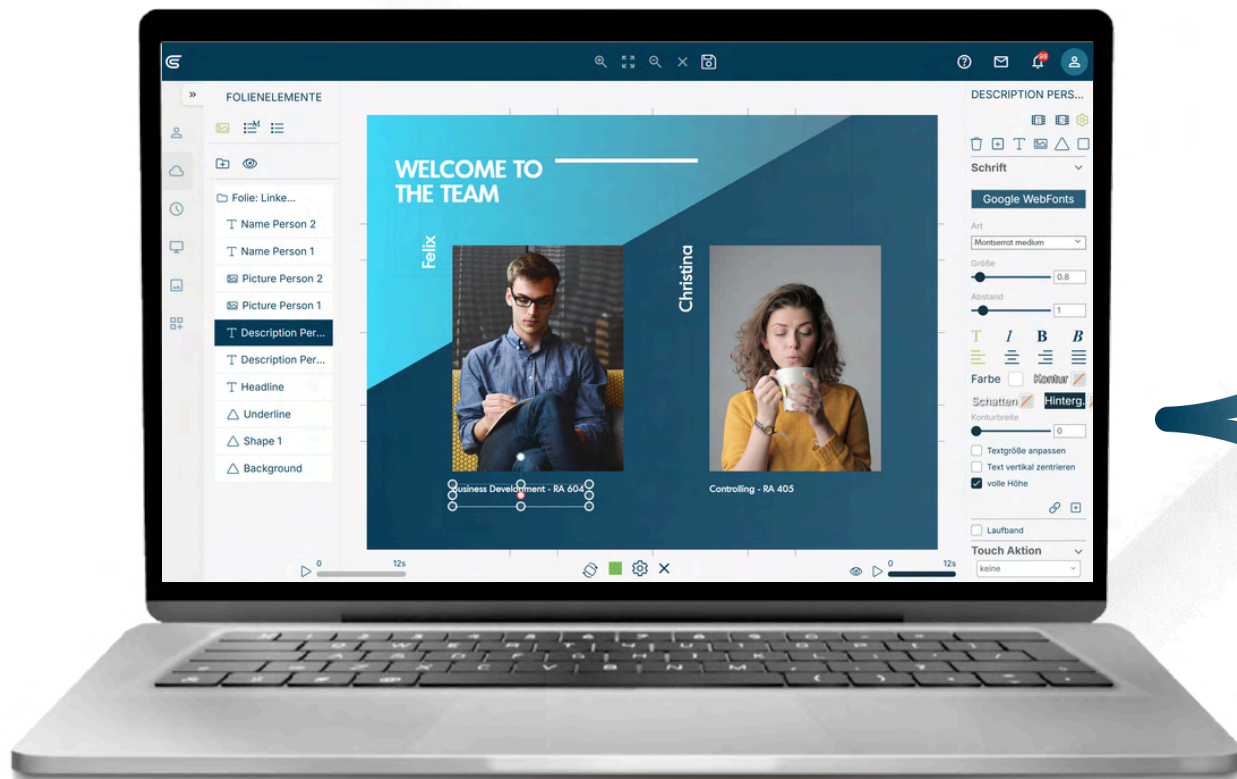 98
FOLIENELEMENTE
Folie: Linke...
Name Person 2
Name Person 1
Picture Person 2
Picture Person 1
Description Per...
Description Per...
Headline
Underline
Shape 1
Background
0
12s
WELCOME TO
THE TEAM
Felix
Christina
Business Development - RA 604
Controlling - RA 405
0
12s
DESCRIPTION PERS...
Schrift
Google WebFonts
Art
Montserrat medium
Größe
0.8
Abstand
1
T I B B
Farbe Kontur
Schatten Hinterg.
Konturbreite
0
Textgröße anpassen
Text vertikal zentrieren
volle Höhe
Laufband
Touch Aktion
keine